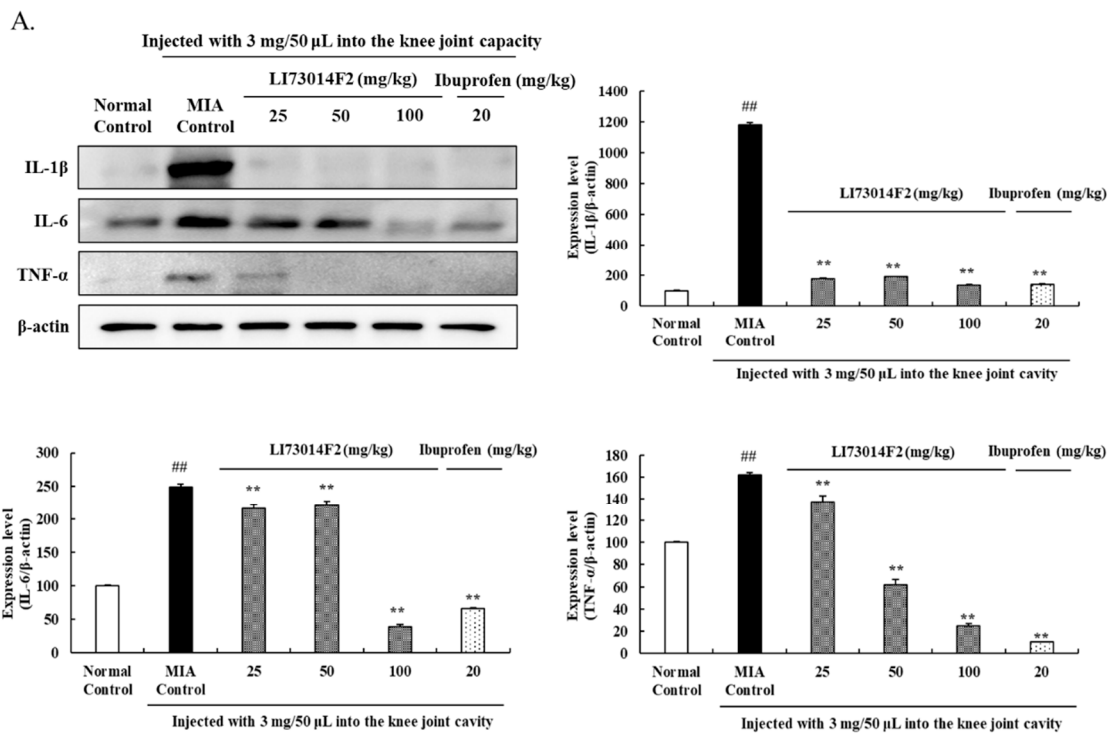 A.
Injected with 3 mg/50 μL into the knee joint capacity
LI73014F2 (mg/kg) Ibuprofen (mg/kg)
Normal Control MIA Control 25 50 100 20
IL-1β
IL-6
TNF-α
β-actin
Expression level
(IL-1β/β-actin)
1400
1200
1000
800
600
400
200
0
##
LI73014F2 (mg/kg) Ibuprofen (mg/kg)
** ** ** **
Normal Control MIA Control 25 50 100 20
Injected with 3 mg/50 μL into the knee joint cavity
Expression level
(IL-6/β-actin)
300
250
200
150
100
50
0
##
LI73014F2 (mg/kg) Ibuprofen (mg/kg)
** ** ** **
Normal Control MIA Control 25 50 100 20
Injected with 3 mg/50 μL into the knee joint cavity
Expression level
(TNF-α/β-actin)
180
160
140
120
100
80
60
40
20
0
##
LI73014F2 (mg/kg) Ibuprofen (mg/kg)
** ** ** **
Normal Control MIA Control 25 50 100 20
Injected with 3 mg/50 μL into the knee joint cavity